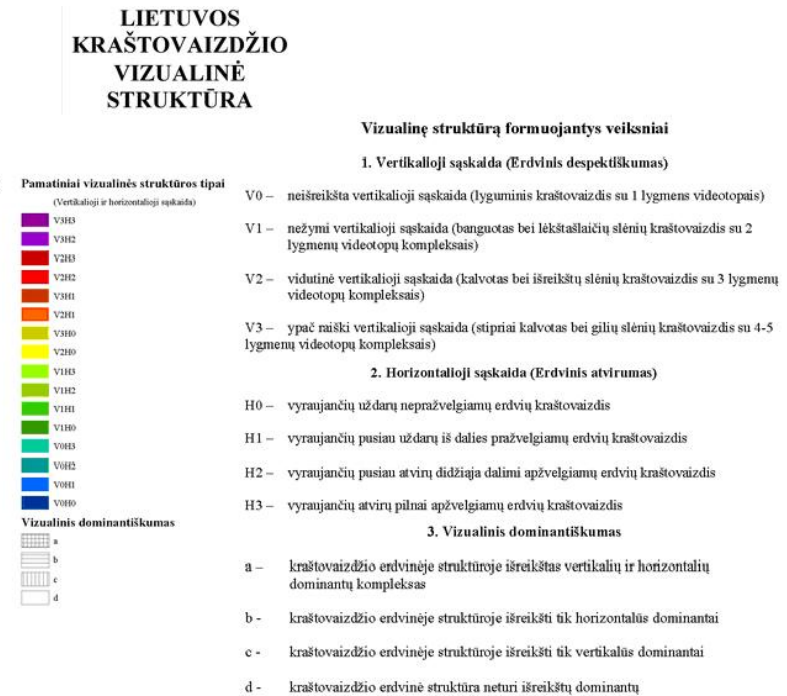 LIETUVOS
KRAŠTOVAIZDŽIO
VIZUALINĖ
STRUKTŪRA
Vizualinę struktūrą formuojantys veiksniai
1. Vertikalioji sąskaida (Erdvinis despektiškumas)
V0 – neišreikšta vertikalioji sąskaida (lyguminis kraštovaizdis su 1 lygmens videotopais)
V1 – nežymi vertikalioji sąskaida (banguotas bei lėkštašlaičių slėnių kraštovaizdis su 2
lygmenų videotopų kompleksais)
V2 – vidutinė vertikalioji sąskaida (kalvotas bei išreikštų slėnių kraštovaizdis su 3 lygmenų
videotopų kompleksais)
V3 – ypač raiški vertikalioji sąskaida (stipriai kalvotas bei gilių slėnių kraštovaizdis su 4-5
lygmenų videotopų kompleksais)
2. Horizontalioji sąskaida (Erdvinis atvirumas)
H0 – vyraujančių uždarų nepražvelgiamų erdvių kraštovaizdis
H1 – vyraujančių pusiau uždarų iš dalies pražvelgiamų erdvių kraštovaizdis
H2 – vyraujančių pusiau atvirų didžiąja dalimi apžvelgiamų erdvių kraštovaizdis
H3 – vyraujančių atvirų pilnai apžvelgiamų erdvių kraštovaizdis
3. Vizualinis dominantiškumas
a – kraštovaizdžio erdvinėje struktūroje išreikštas vertikalių ir horizontalių
dominantų kompleksas
b - kraštovaizdžio erdvinėje struktūroje išreikšti tik horizontalūs dominantai
c - kraštovaizdžio erdvinėje struktūroje išreikšti tik vertikalūs dominantai
d - kraštovaizdžio erdvinė struktūra neturi išreikštų dominantų
Pamatiniai vizualinės struktūros tipai
(Vertikalioji ir horizontalioji sąskaida)
V3H3
V3H2
V2H3
V2H2
V3H1
V2H1
V3H0
V2H0
V1H3
V1H2
V1H1
V1H0
V0H3
V0H2
V0H1
V0H0
Vizualinis dominantiškumas
a
b
c
d